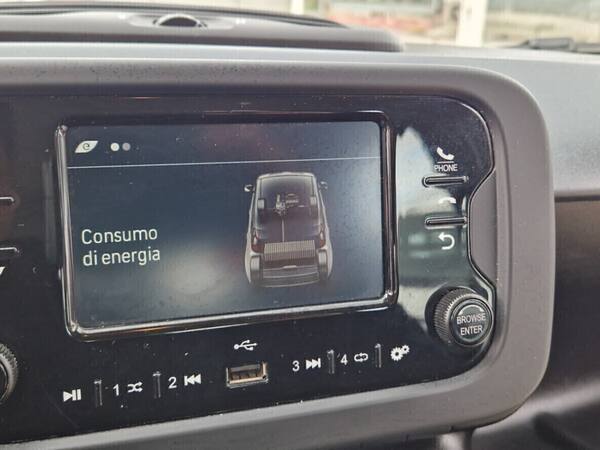 e
Consumo
di energia
PHONE
BROWSE
ENTER
1
2
3
4